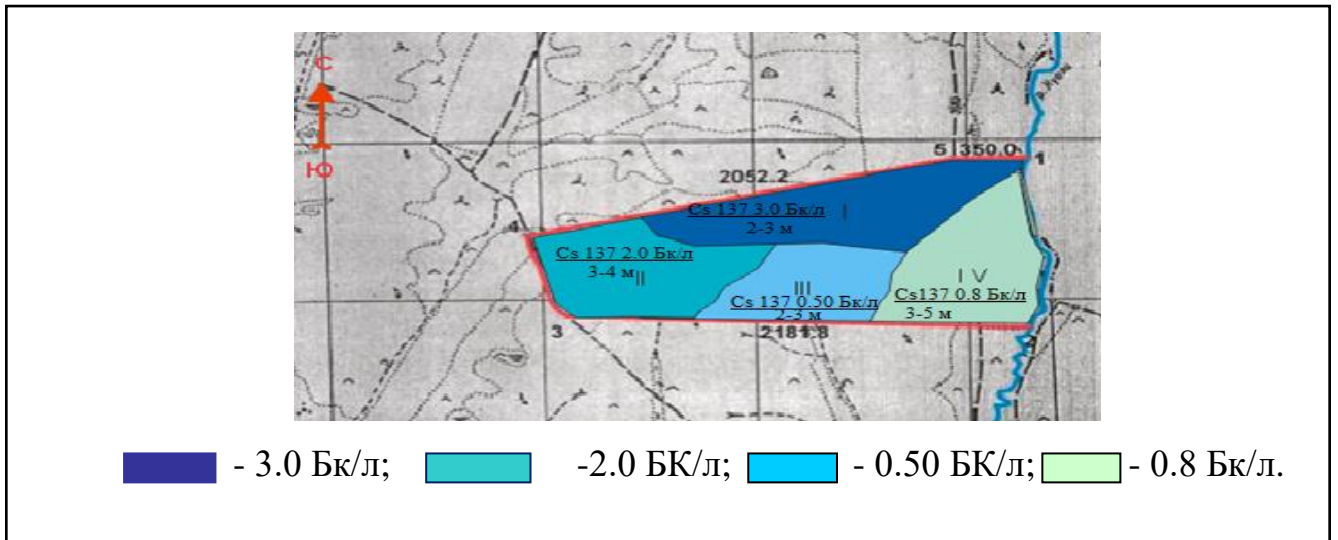 С
Ю
5 350.0 1
2052.2
Cs 137 3.0 Бк/л I
2-3 м
4
Cs 137 2.0 Бк/л
3-4 м II
III
Cs 137 0.50 Бк/л
2-3 м
I V
Cs137 0.8 Бк/л
3-5 м
3
2181.8
2
- 3.0 Бк/л; -2.0 БК/л; - 0.50 БК/л; - 0.8 Бк/л.